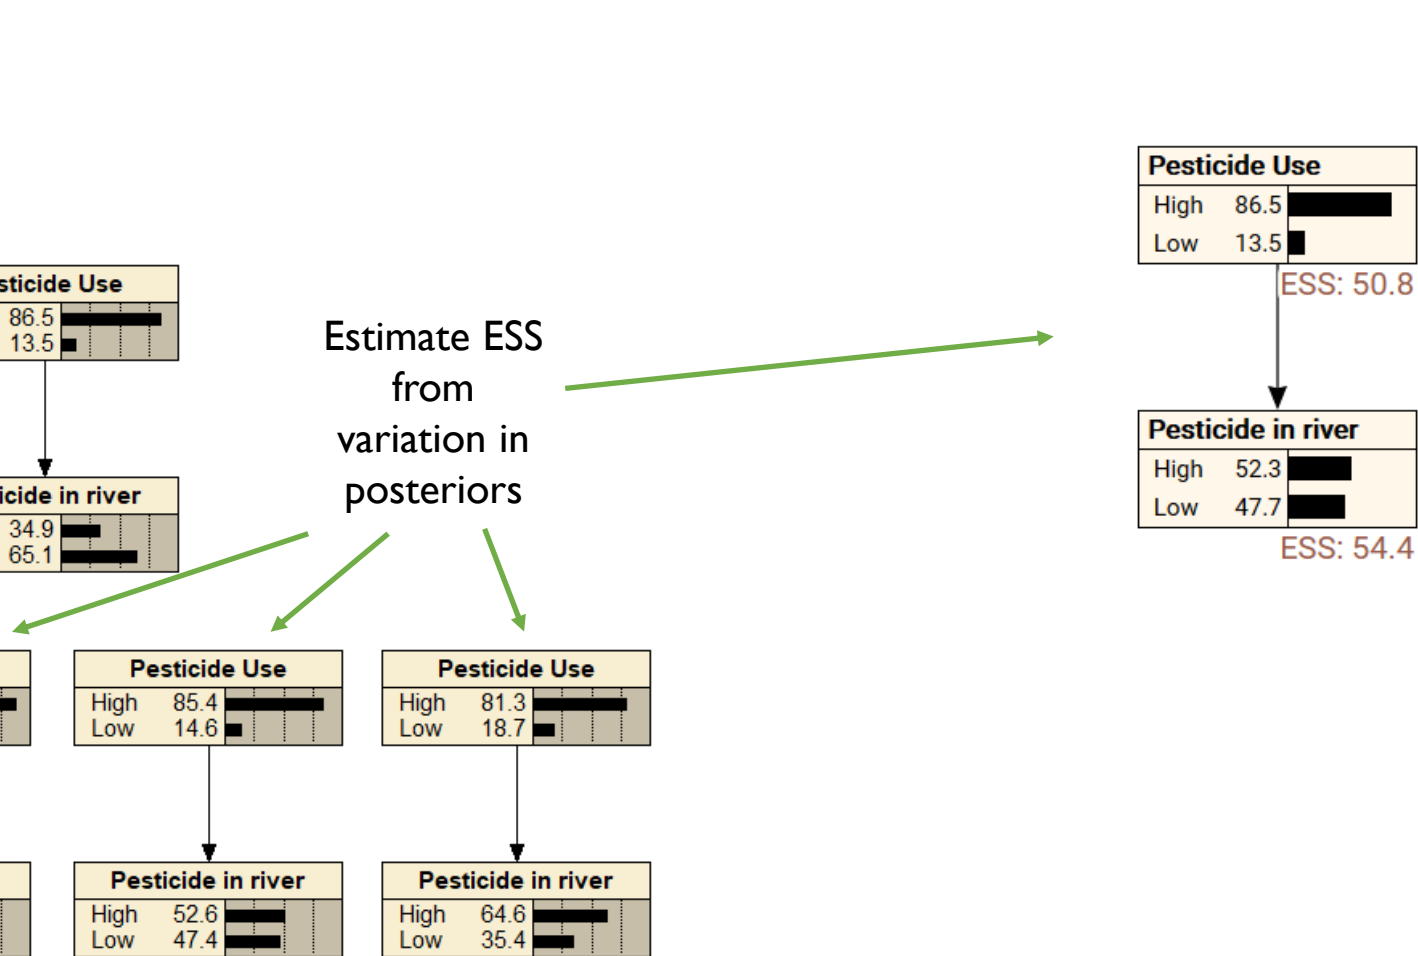 Pesticide Use
High 86.5
Low 13.5
ESS: 50.8
Pesticide in river
High 52.3
Low 47.7
ESS: 54.4
sticide Use
86.5
13.5
icide in river
34.9
65.1
Estimate ESS
from
variation in
posteriors
Pesticide Use
High 85.4
Low 14.6
Pesticide in river
High 52.6
Low 47.4
Pesticide Use
High 81.3
Low 18.7
Pesticide in river
High 64.6
Low 35.4